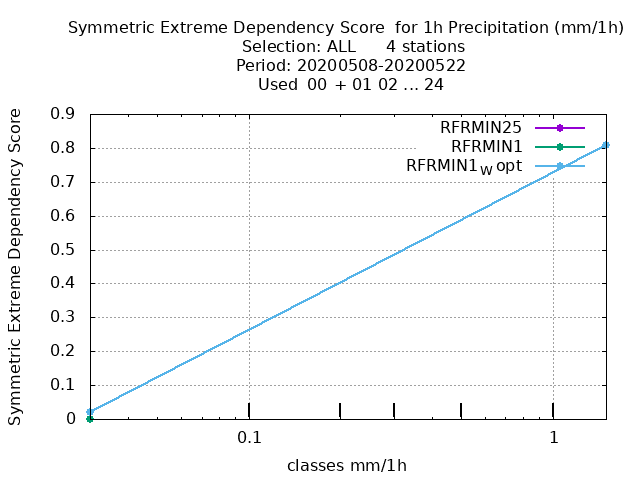 Symmetric Extreme Dependency Score  for 1h Precipitation (mm/1h)
Selection: ALL      4 stations
Period: 20200508-20200522
Used  00  + 01 02 ... 24
Symmetric Extreme Dependency Score
0.9
0.8
0.7
0.6
0.5
0.4
0.3
0.2
0.1
0
RFRMIN25
RFRMIN1
RFRMIN1W opt
0.1 1
classes mm/1h